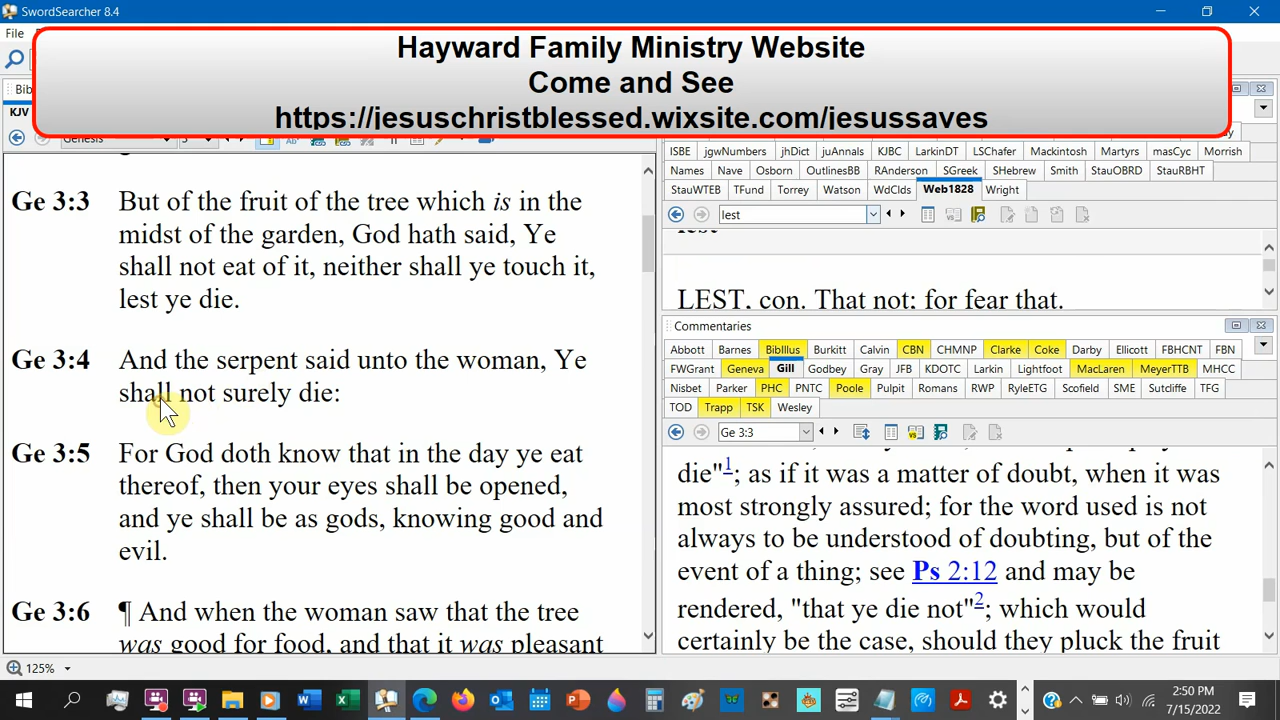 SwordSearcher 8.4
File
Hayward Family Ministry Website
Come and See
https://jesuschristblessed.wixsite.com/jesussaves
Bib
KJV
ISBE jgwNumbers jhDict juAnnals KJBC LarkinDT LSChafer Mackintosh Martyrs masCyc Morrish
Names Nave Osborn OutlinesBB RAnderson SGreek SHebrew Smith StauOBRD StauRBHT
StauWTEB TFund Torrey Watson WdClds Web1828 Wright
lest
LEST, con. That not; for fear that.
Ge 3:3 But of the fruit of the tree which is in the
midst of the garden, God hath said, Ye
shall not eat of it, neither shall ye touch it,
lest ye die.
Ge 3:4 And the serpent said unto the woman, Ye
shall not surely die:
Ge 3:5 For God doth know that in the day ye eat
thereof, then your eyes shall be opened,
and ye shall be as gods, knowing good and
evil.
Ge 3:6 ¶ And when the woman saw that the tree
was good for food, and that it was pleasant
Commentaries
Abbott Barnes BibIllus Burkitt Calvin CBN CHMNP Clarke Coke Darby Ellicott FBHCNT FBN
FWGrant Geneva Gill Godbey Gray JFB KDOTC Larkin Lightfoot MacLaren MeyerTTB MHCC
Nisbet Parker PHC PNTC Poole Pulpit Romans RWP RyleETG Scofield SME Sutcliffe TFG
TOD Trapp TSK Wesley
Ge 3:3
die"1; as if it was a matter of doubt, when it was
most strongly assured; for the word used is not
always to be understood of doubting, but of the
event of a thing; see Ps 2:12 and may be
rendered, "that ye die not"2; which would
certainly be the case, should they pluck the fruit
125%
2:50 PM
7/15/2022